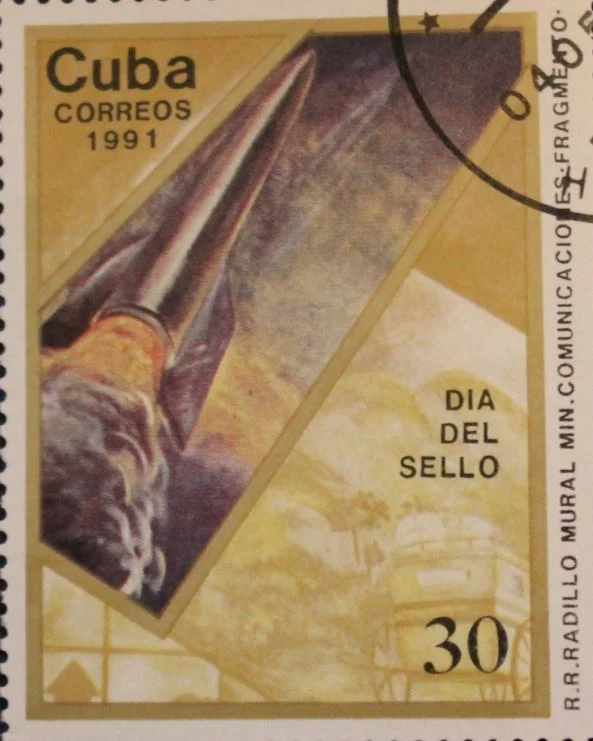 Cuba
CORREOS
1991
DIA
DEL
SELLO
30
R.R.RADILLO MURAL MIN.COMUNICACIONES·FRAGMENTO·